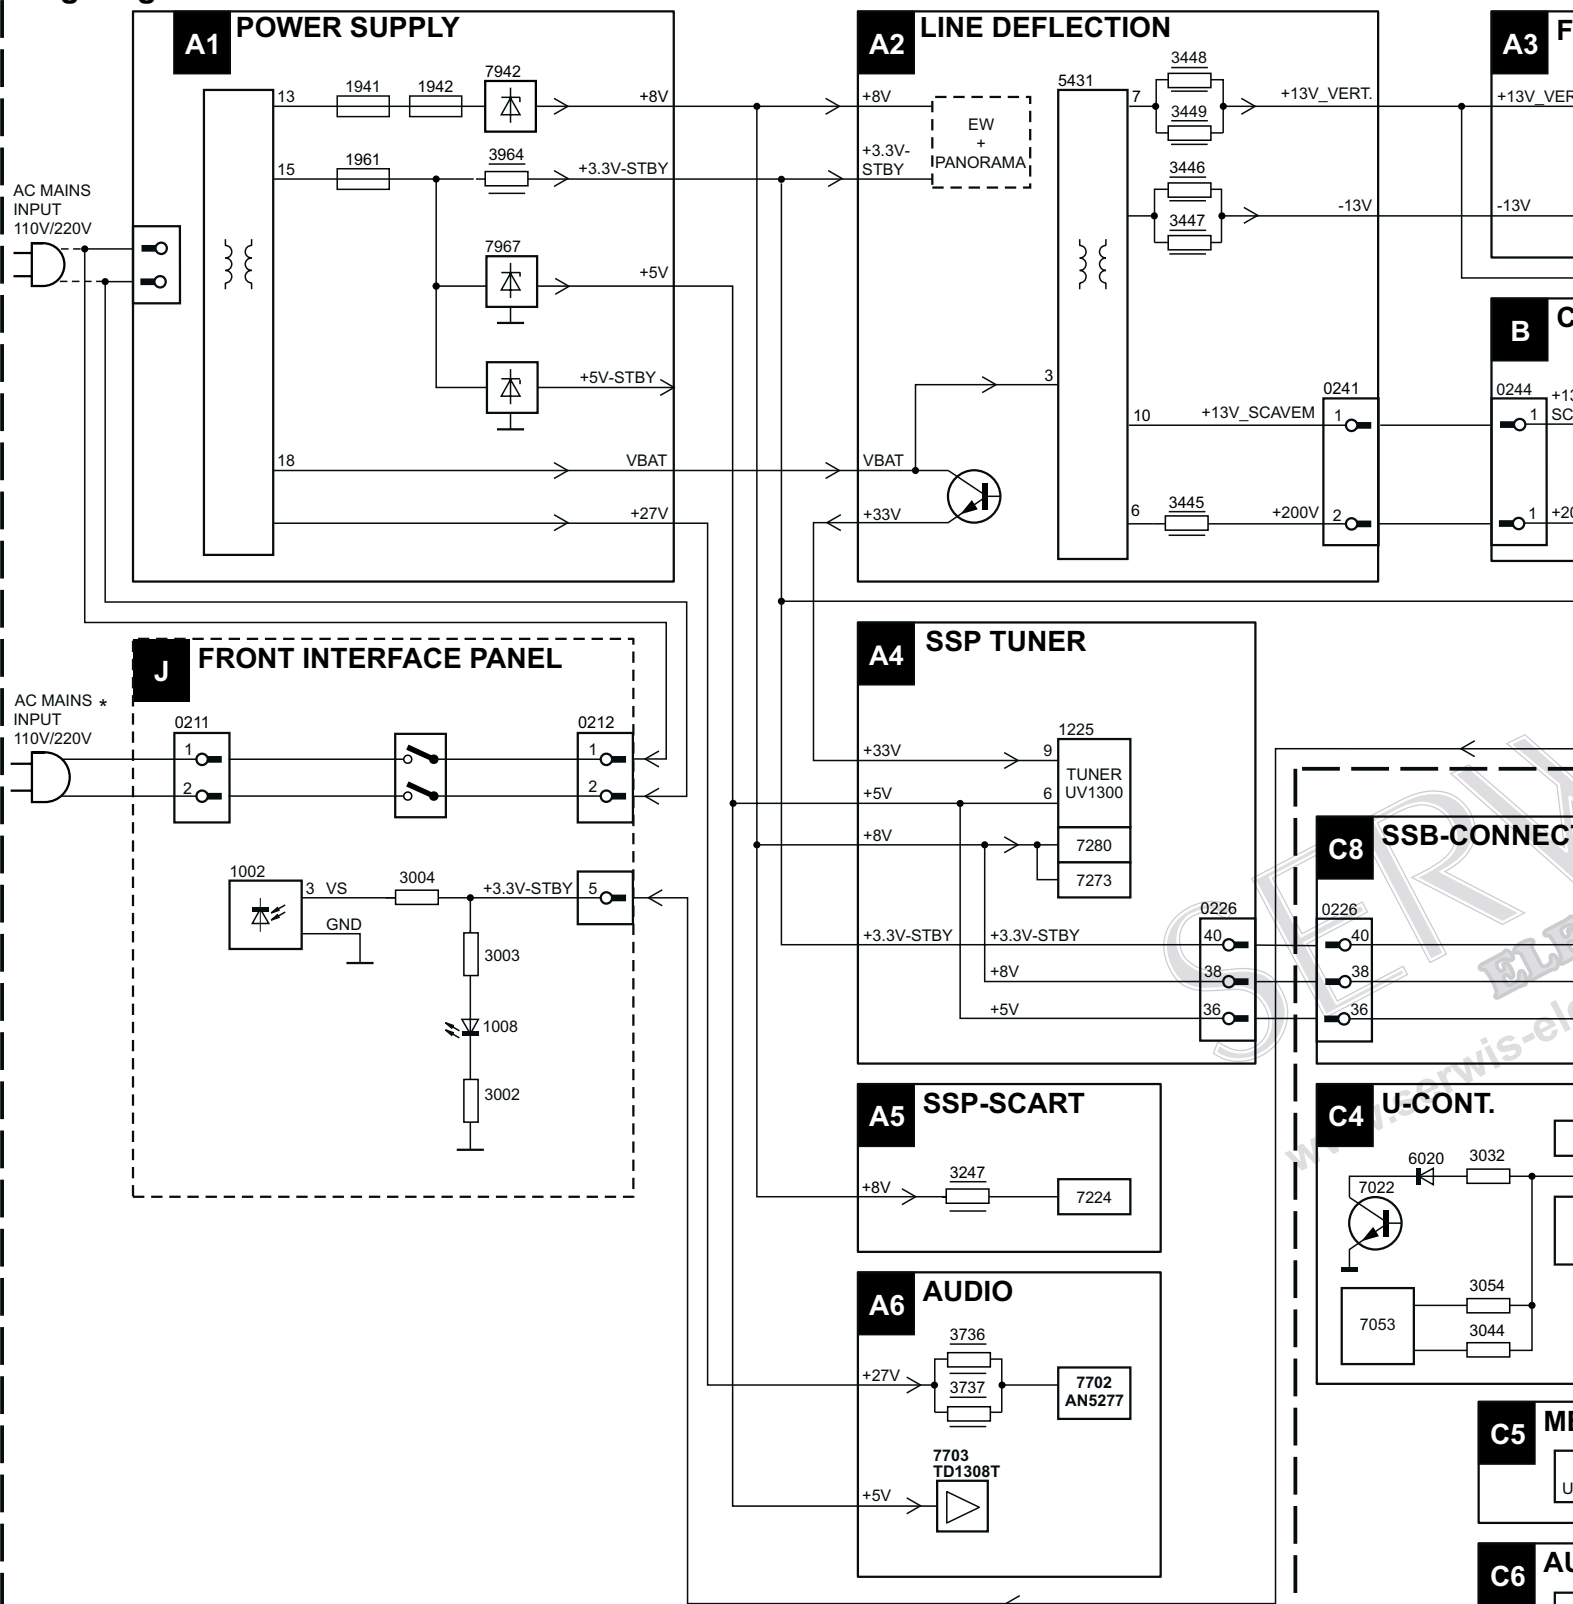 A1 POWER SUPPLY
13
1941
1942
7942
+8V
15
1961
3964
+3.3V-STBY
AC MAINS
INPUT
110V/220V
7967
+5V
+5V-STBY
18
VBAT
+27V
A2 LINE DEFLECTION
+8V
EW
+
PANORAMA
+3.3V-
STBY
5431
7
3448
3449
+13V_VERT.
3446
3447
-13V
3
10
+13V_SCAVEM
0241
1
VBAT
+33V
6
3445
+200V
2
A3
+13V_VER
-13V
B
0244
1
1
J FRONT INTERFACE PANEL
AC MAINS *
INPUT
110V/220V
0211
1
2
0212
1
2
1002
3 VS
3004
+3.3V-STBY
5
GND
3003
1008
3002
A4 SSP TUNER
1225
+33V
9
TUNER
UV1300
+5V
6
+8V
7280
7273
0226
+3.3V-STBY
+3.3V-STBY
40
+8V
38
+5V
36
C8 SSB-CONNECT
0226
40
38
36
A5 SSP-SCART
+8V
3247
7224
C4 U-CONT.
6020
3032
7022
3054
7053
3044
A6 AUDIO
3736
+27V
3737
7702
AN5277
7703
TD1308T
+5V
C5
C6